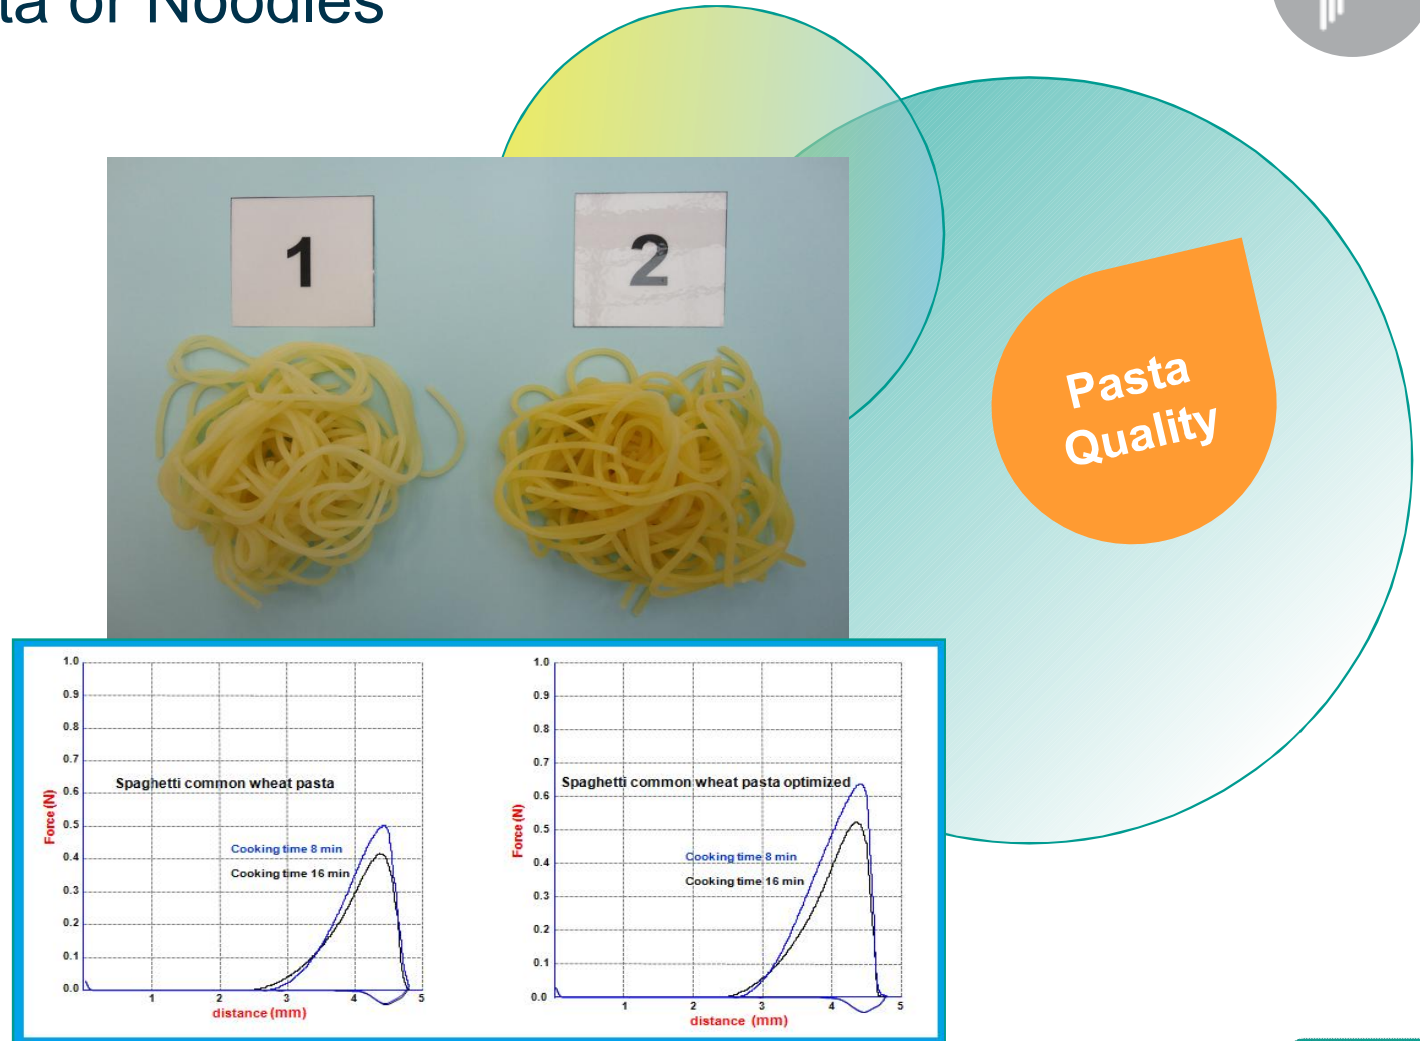 or Noodles
1
2
Pasta
Quality
1.0
0.9
0.8
0.7
0.6
0.5
0.4
0.3
0.2
0.1
0.0
Force (N)
Spaghetti common wheat pasta
Cooking time 8 min
Cooking time 16 min
1 2 3 4 5
distance (mm)
1.0
0.9
0.8
0.7
0.6
0.5
0.4
0.3
0.2
0.1
0.0
Force (N)
Spaghetti common wheat pasta optimized
Cooking time 8 min
Cooking time 16 min
1 2 3 4 5
distance (mm)